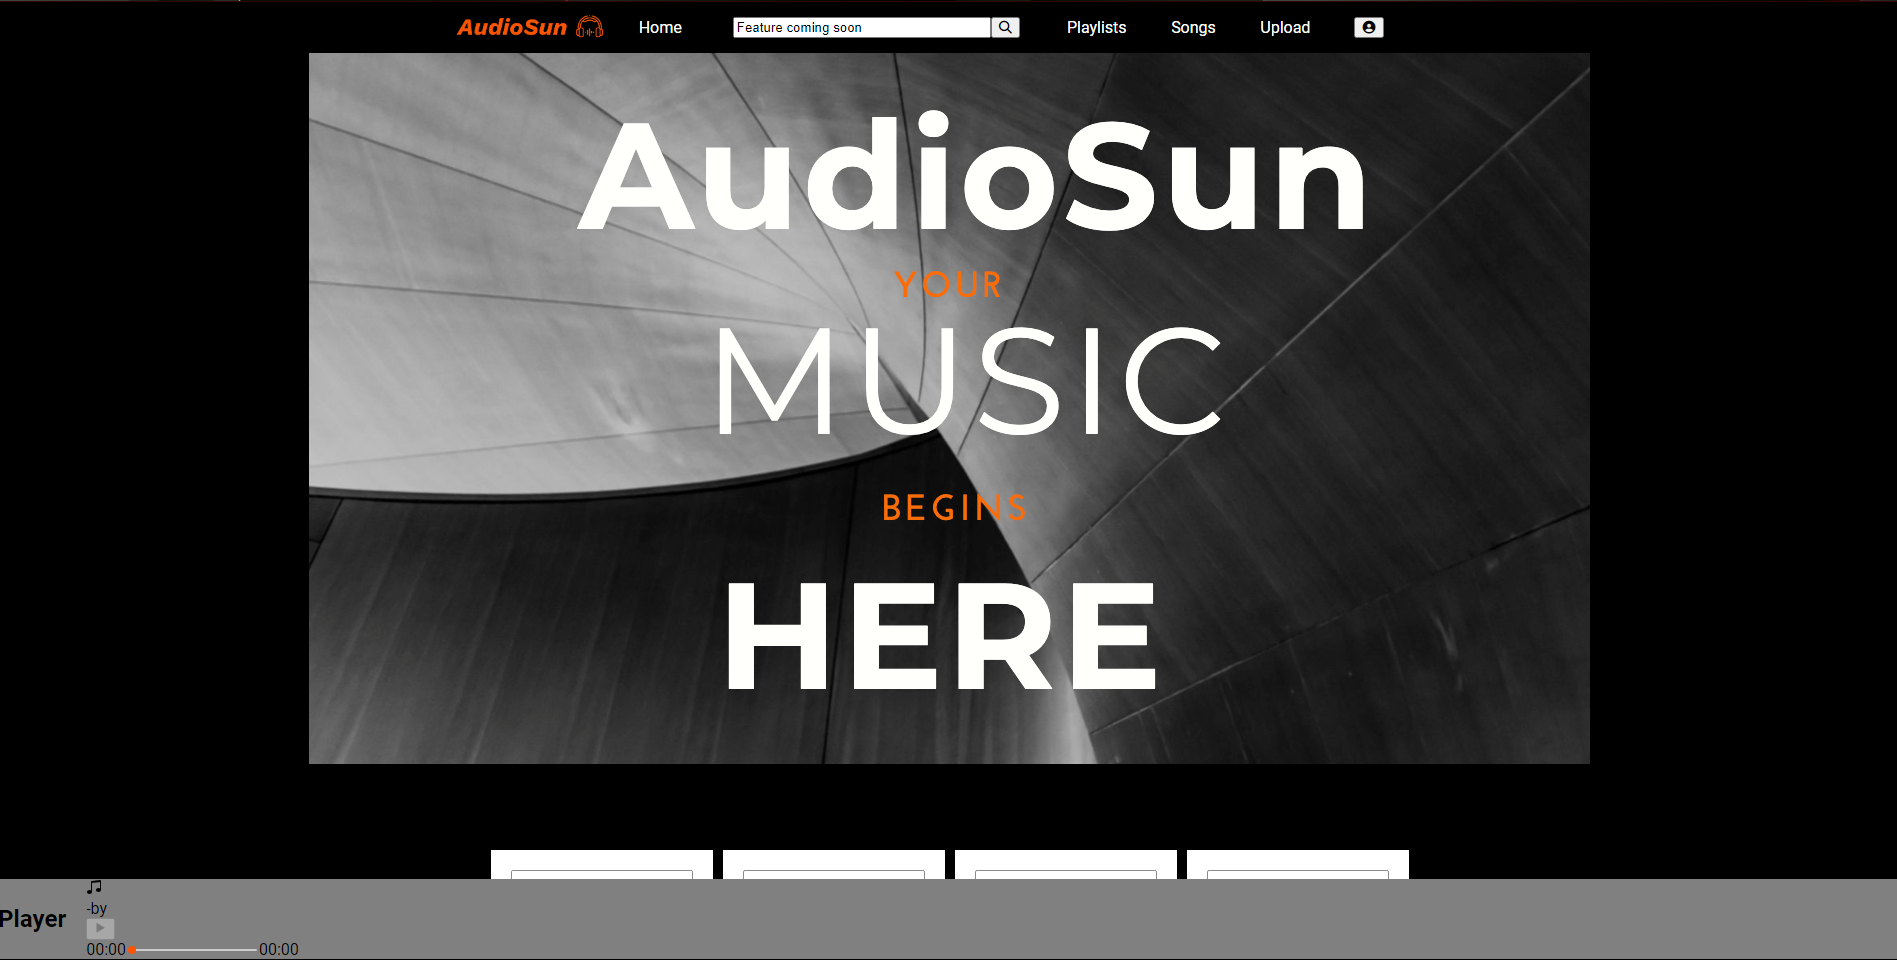 AudioSun Home Feature coming soon Playlists Songs Upload
AudioSun
YOUR
MUSIC
BEGINS
HERE
Player
-by
00:00 00:00